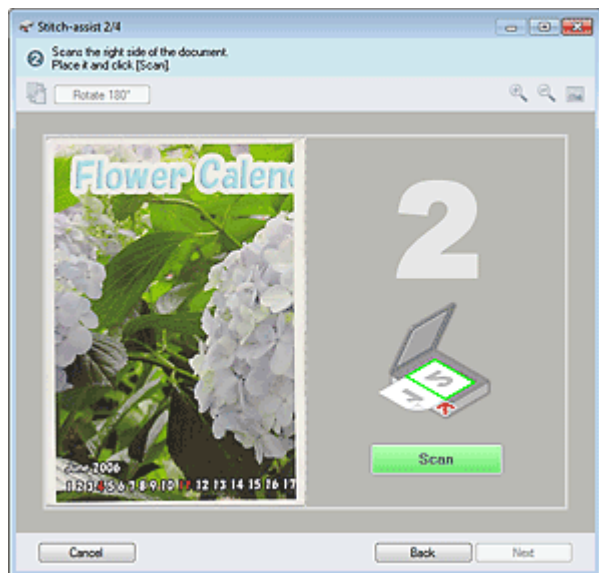 Stitch-assist 2/4
2 Scans the right side of the document.
Place it and click [Scan]
Rotate 180°
Flower Calen
2
June 2006
1 2 3 4 5 6 7 8 9 10 11 12 13 14 15 16 17
Scan
Cancel
Back
Next